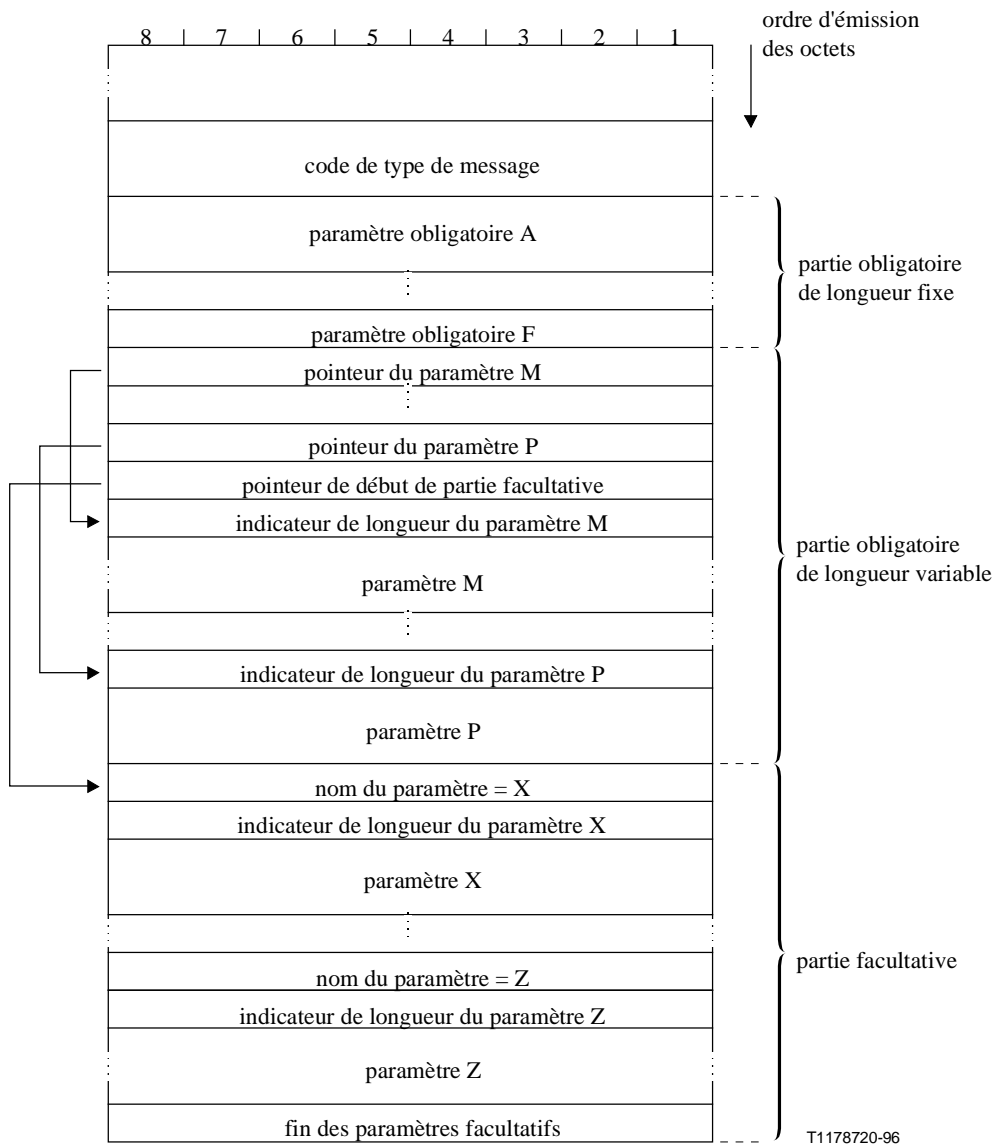 ordre d'émission
des octets
8 | 7 | 6 | 5 | 4 | 3 | 2 | 1
code de type de message
paramètre obligatoire A
partie obligatoire
de longueur fixe
paramètre obligatoire F
pointeur du paramètre M
pointeur du paramètre P
pointeur de début de partie facultative
indicateur de longueur du paramètre M
partie obligatoire
de longueur variable
paramètre M
indicateur de longueur du paramètre P
paramètre P
nom du paramètre = X
indicateur de longueur du paramètre X
paramètre X
partie facultative
nom du paramètre = Z
indicateur de longueur du paramètre Z
paramètre Z
fin des paramètres facultatifs
T1178720-96